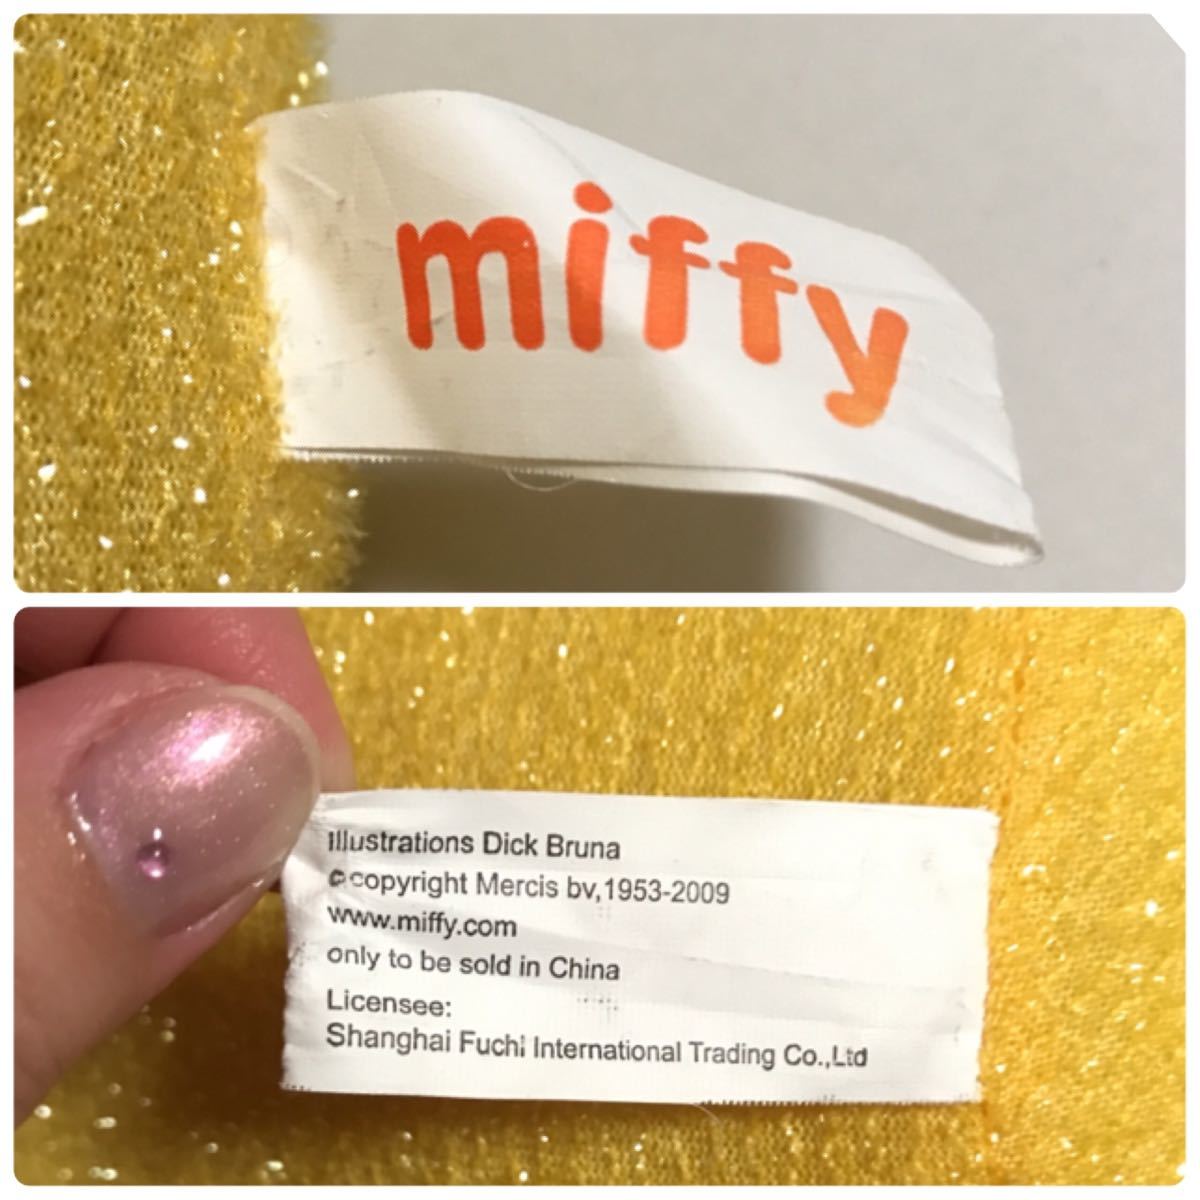 miffy
Illustrations Dick Bruna
©copyright Mercis bv,1953-2009
www.miffy.com
only to be sold in China
Licensee:
Shanghai Fuchi International Trading Co.,Ltd